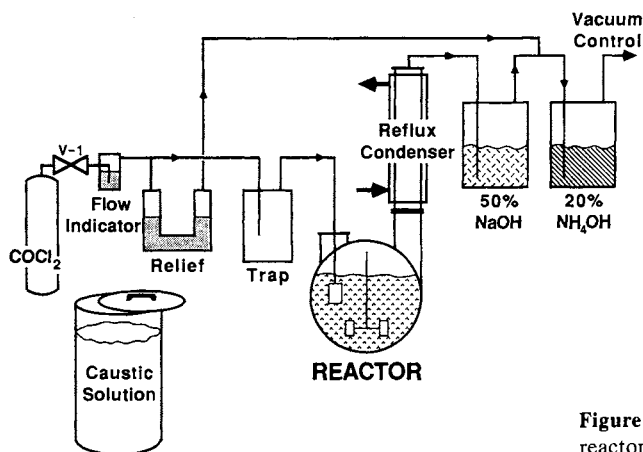 Vacuum
Control
V-1
Reflux
Condenser
Flow
Indicator
COCl₂
Relief
Trap
50%
NaOH
20%
NH₄OH
REACTOR
Caustic
Solution
Figure
reactor